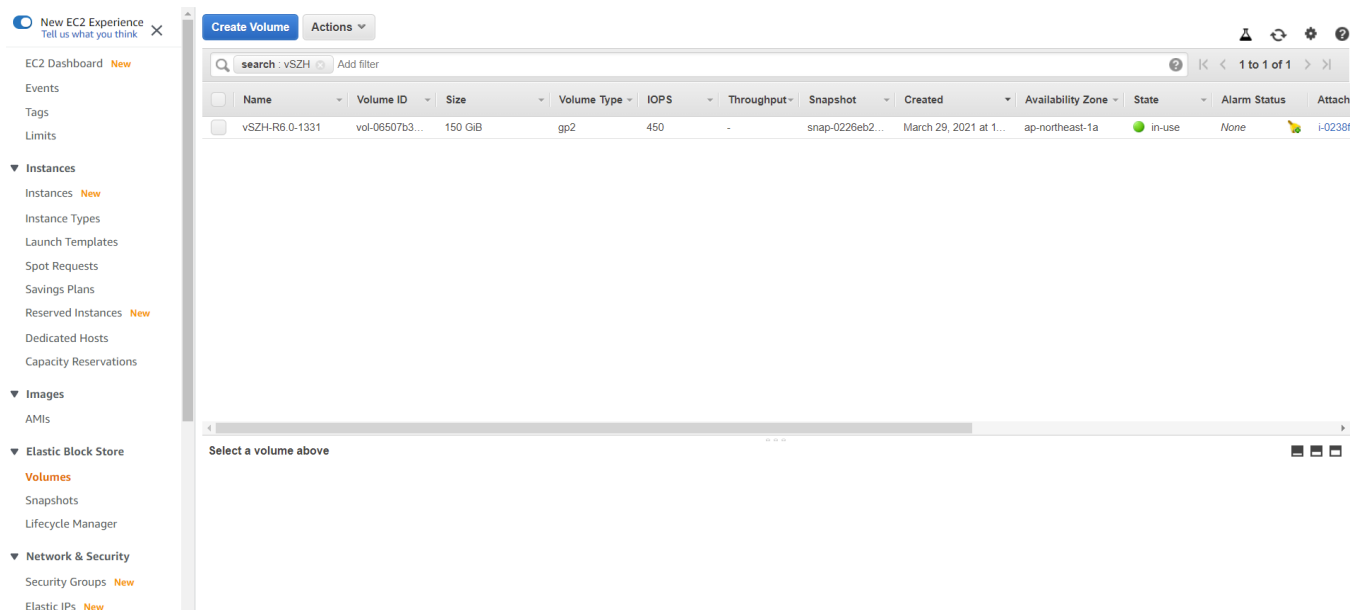 New EC2 Experience
Tell us what you think
EC2 Dashboard New
Events
Tags
Limits
Instances
Instances New
Instance Types
Launch Templates
Spot Requests
Savings Plans
Reserved Instances New
Dedicated Hosts
Capacity Reservations
Images
AMIs
Elastic Block Store
Volumes
Snapshots
Lifecycle Manager
Network & Security
Security Groups New
Elastic IPs New
Create Volume Actions
search : vSZH Add filter 1 to 1 of 1
Name Volume ID Size Volume Type IOPS Throughput Snapshot Created Availability Zone State Alarm Status Attach
vSZH-R6.0-1331 vol-06507b3... 150 GiB gp2 450 - snap-0226eb2... March 29, 2021 at 1... ap-northeast-1a in-use None i-0238f
Select a volume above